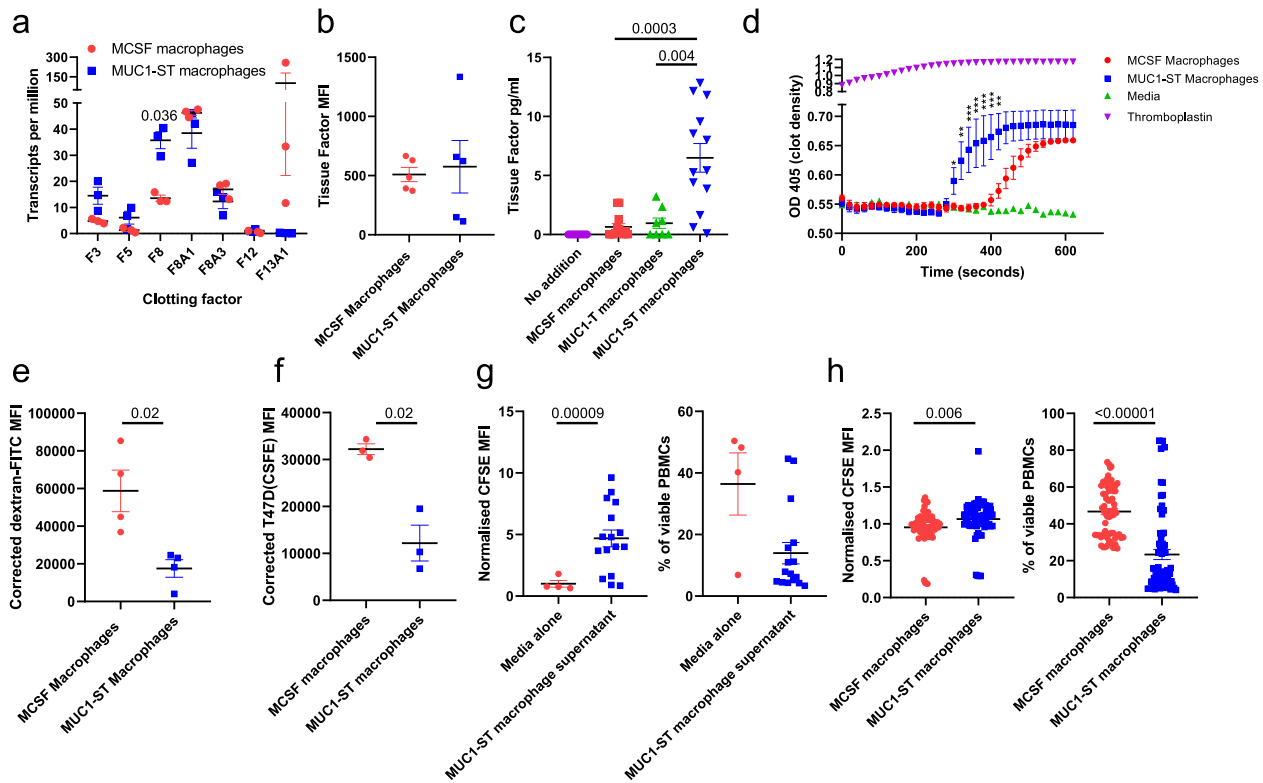 a
MCSF macrophages
MUC1-ST macrophages
Transcripts per million
300
100
50
40
30
20
10
0
0.036
F3
F5
F8
F8A1
F8A3
F12
F13A1
Clotting factor
b
Tissue Factor MFI
1500
1000
500
0
MCSF Macrophages
MUC1-ST Macrophages
c
0.0003
0.004
Tissue Factor pg/ml
15
10
5
0
No addition
MCSF macrophages
MUC1-T macrophages
MUC1-ST macrophages
d
OD 405 (clot density)
1.2
1.1
1.0
0.9
0.8
0.70
0.65
0.60
0.55
0.50
*
**
***
****
****
****
****
**
0
200
400
600
Time (seconds)
MCSF Macrophages
MUC1-ST Macrophages
Media
Thromboplastin
e
Corrected dextran-FITC MFI
100000
80000
60000
40000
20000
0
0.02
MCSF Macrophages
MUC1-ST Macrophages
f
Corrected T47D(CSFE) MFI
40000
30000
20000
10000
0
0.02
MCSF macrophages
MUC1-ST macrophages
g
Normalised CFSE MFI
15
10
5
0
0.00009
Media alone
MUC1-ST macrophage supernatant
% of viable PBMCs
60
40
20
0
Media alone
MUC1-ST macrophage supernatant
h
Normalised CFSE MFI
2.5
2.0
1.5
1.0
0.5
0.0
0.006
MCSF macrophages
MUC1-ST macrophages
% of viable PBMCs
100
80
60
40
20
0
<0.00001
MCSF macrophages
MUC1-ST macrophages